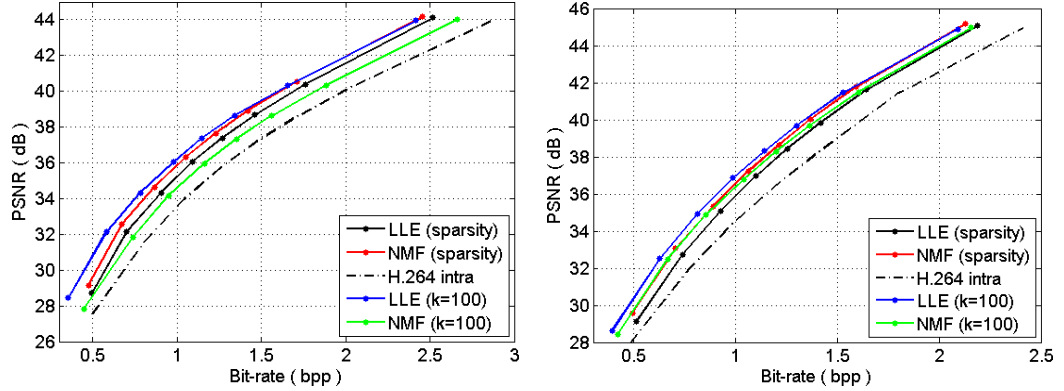 PSNR ( dB )
44
42
40
38
36
34
32
30
28
26
0.5
1
1.5
2
2.5
3
Bit-rate ( bpp )
LLE (sparsity)
NMF (sparsity)
H.264 intra
LLE (k=100)
NMF (k=100)
PSNR ( dB )
46
44
42
40
38
36
34
32
30
28
0.5
1
1.5
2
2.5
Bit-rate ( bpp )
LLE (sparsity)
NMF (sparsity)
H.264 intra
LLE (k=100)
NMF (k=100)